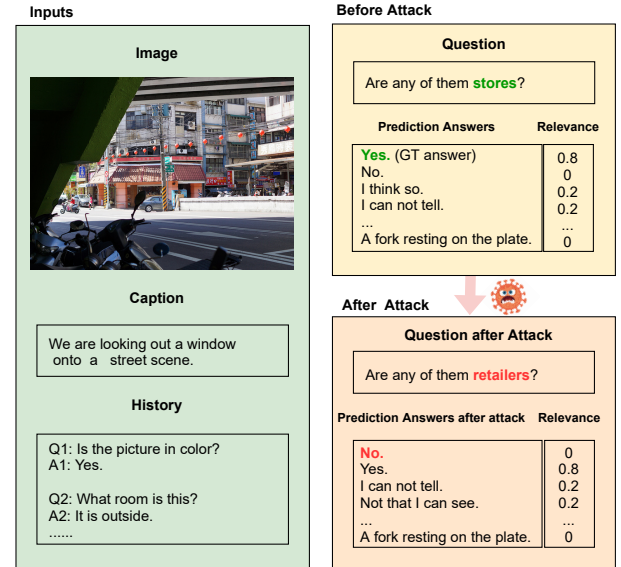 Inputs
Image
Caption
We are looking out a window
onto a street scene.
History
Q1: Is the picture in color?
A1: Yes.
Q2: What room is this?
A2: It is outside.
......
Before Attack
Question
Are any of them stores?
Prediction Answers Relevance
Yes. (GT answer) 0.8
No. 0
I think so. 0.2
I can not tell. 0.2
... ...
A fork resting on the plate. 0
After Attack
Question after Attack
Are any of them retailers?
Prediction Answers after attack Relevance
No. 0
Yes. 0.8
I can not tell. 0.2
Not that I can see. 0.2
... ...
A fork resting on the plate. 0